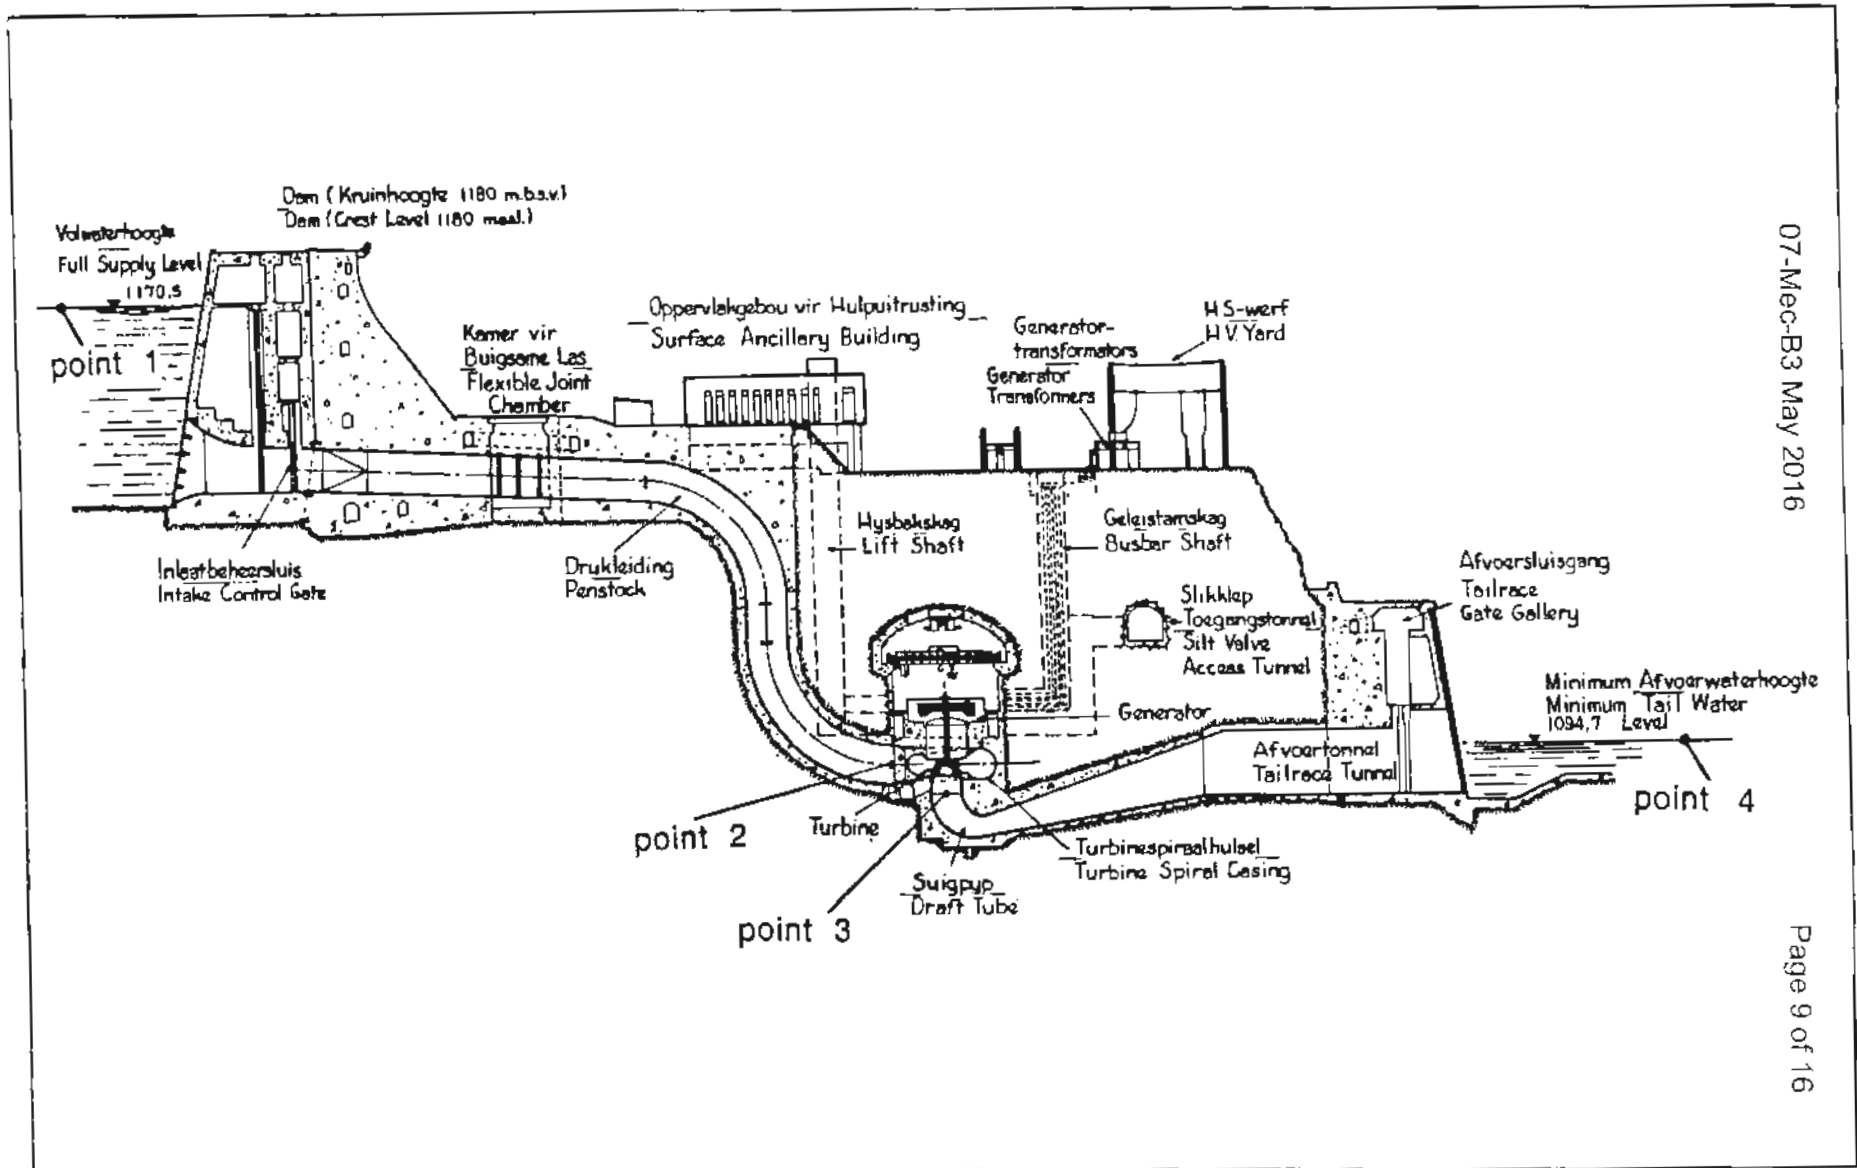 Dam (Kruinhoogte 1180 m.b.s.v.)
Dam (Crest Level 1180 masl.)
Volwaterhoogte
Full Supply Level
1170,5
point 1
Kamer vir
Buigsame Las
Flexible Joint
Chamber
Oppervlakgebou vir Hulpuitrusting
Surface Ancillary Building
Generator-
transformators
Generator
Transformers
H S-werf
H V. Yard
Inlaatbeheersluis
Intake Control Gate
Drukleiding
Penstock
Hysbakskag
Lift Shaft
Geleistamskag
Busbar Shaft
Slikklep
Toegangstonnel
Silt Valve
Access Tunnel
Afvoersluisgang
Tailrace
Gate Gallery
Minimum Afvoerwaterhoogte
Minimum Tail Water
1094,7 Level
Generator
Afvoertonnel
Tailrace Tunnel
point 4
point 2
Turbine
Turbinespiraalhulsel
Turbine Spiral Casing
Suigpyp
Draft Tube
point 3
07-Mec-B3 May 2016
Page 9 of 16